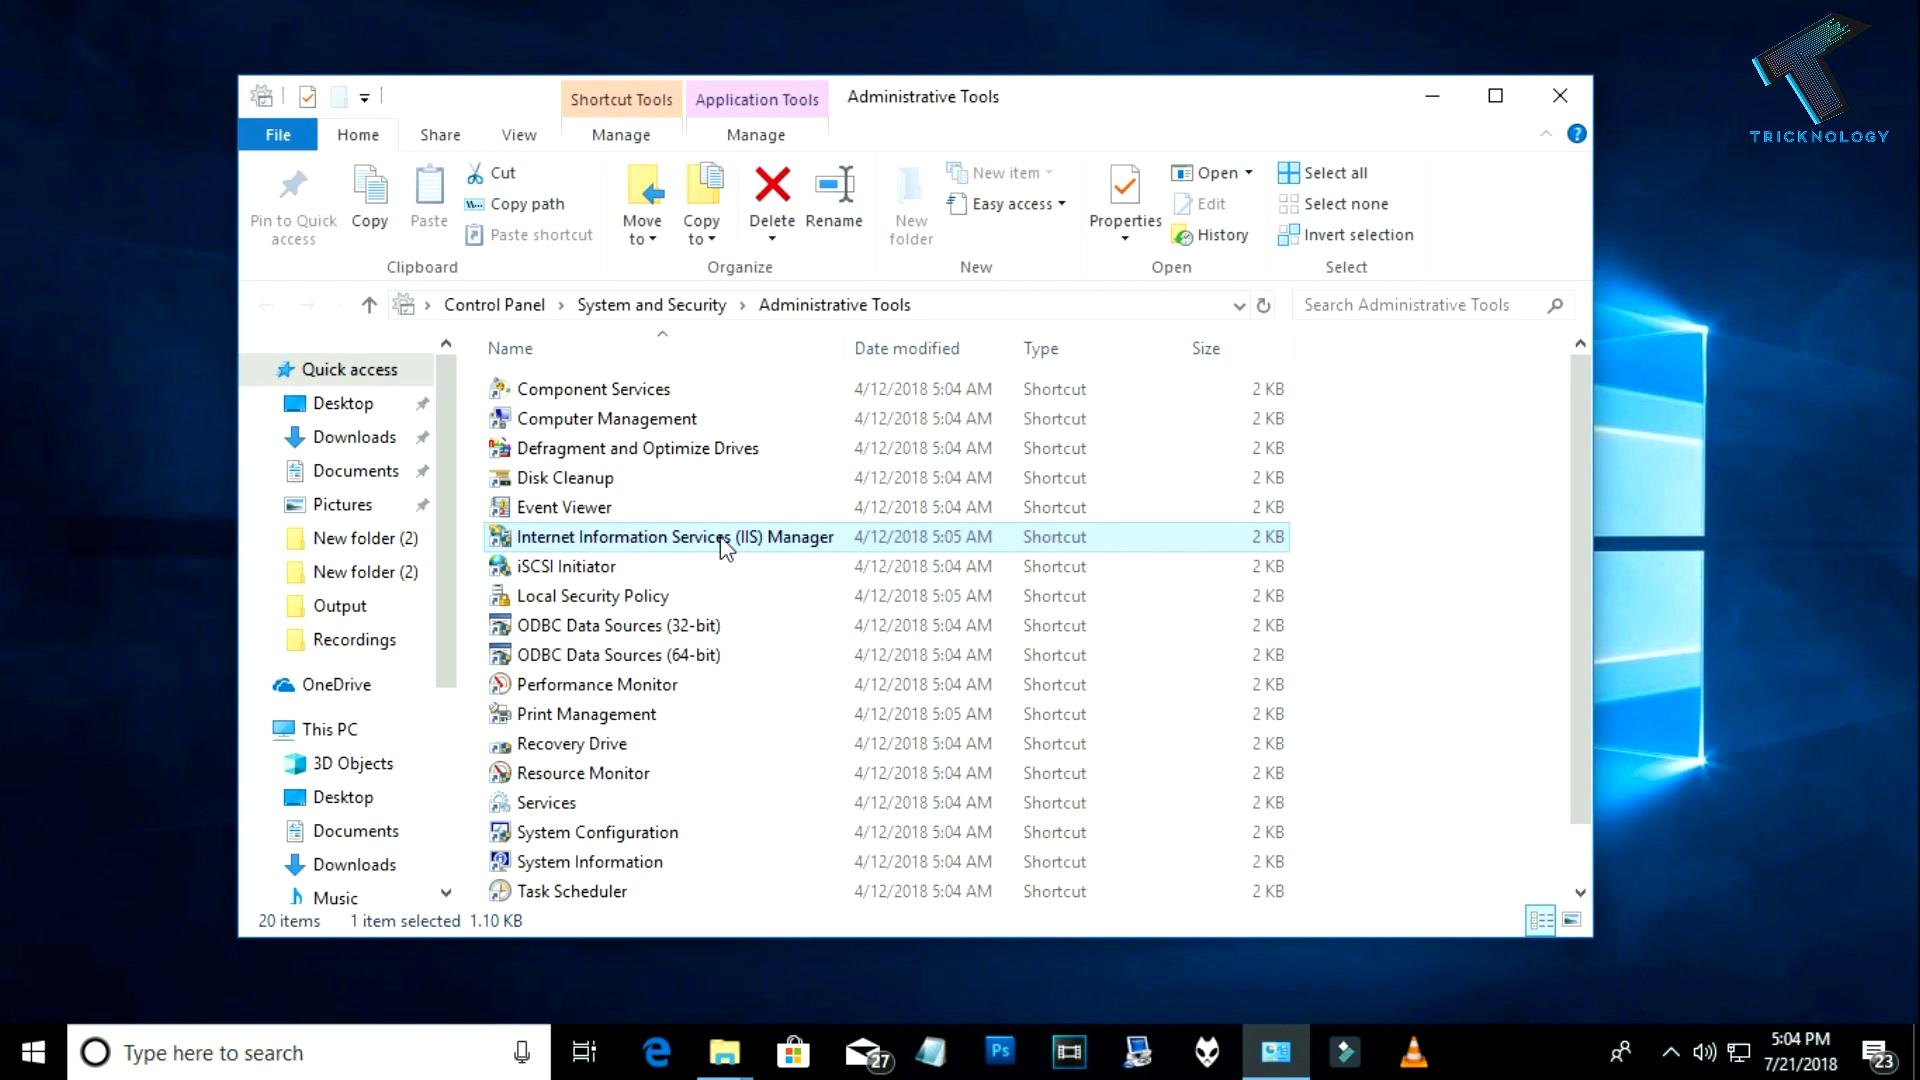 TRICKNOLOGY
Shortcut Tools Application Tools Administrative Tools
File Home Share View Manage Manage
Pin to Quick access
Copy
Paste
Cut
Copy path
Paste shortcut
Clipboard
Move to
Copy to
Delete
Rename
Organize
New folder
New item
Easy access
New
Properties
Open
Edit
History
Open
Select all
Select none
Invert selection
Select
Control Panel › System and Security › Administrative Tools
Search Administrative Tools
Quick access
Desktop
Downloads
Documents
Pictures
New folder (2)
New folder (2)
Output
Recordings
OneDrive
This PC
3D Objects
Desktop
Documents
Downloads
Music
Name Date modified Type Size
Component Services 4/12/2018 5:04 AM Shortcut 2 KB
Computer Management 4/12/2018 5:04 AM Shortcut 2 KB
Defragment and Optimize Drives 4/12/2018 5:04 AM Shortcut 2 KB
Disk Cleanup 4/12/2018 5:04 AM Shortcut 2 KB
Event Viewer 4/12/2018 5:04 AM Shortcut 2 KB
Internet Information Services (IIS) Manager 4/12/2018 5:05 AM Shortcut 2 KB
iSCSI Initiator 4/12/2018 5:04 AM Shortcut 2 KB
Local Security Policy 4/12/2018 5:05 AM Shortcut 2 KB
ODBC Data Sources (32-bit) 4/12/2018 5:04 AM Shortcut 2 KB
ODBC Data Sources (64-bit) 4/12/2018 5:04 AM Shortcut 2 KB
Performance Monitor 4/12/2018 5:04 AM Shortcut 2 KB
Print Management 4/12/2018 5:05 AM Shortcut 2 KB
Recovery Drive 4/12/2018 5:04 AM Shortcut 2 KB
Resource Monitor 4/12/2018 5:04 AM Shortcut 2 KB
Services 4/12/2018 5:04 AM Shortcut 2 KB
System Configuration 4/12/2018 5:04 AM Shortcut 2 KB
System Information 4/12/2018 5:04 AM Shortcut 2 KB
Task Scheduler 4/12/2018 5:04 AM Shortcut 2 KB
20 items 1 item selected 1.10 KB
Type here to search
27
Ps
5:04 PM
7/21/2018
23